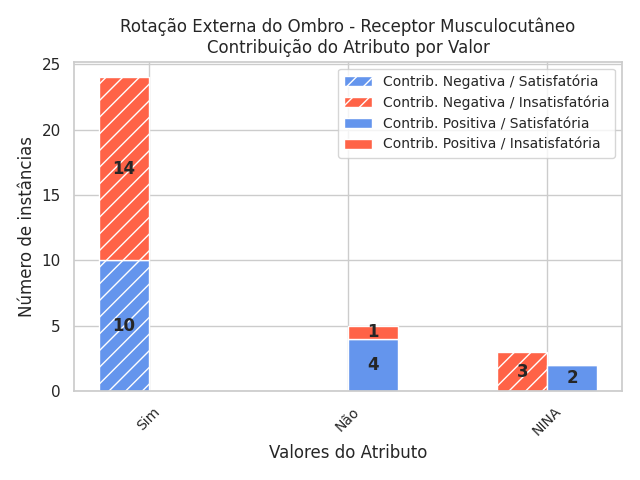 Rotação Externa do Ombro - Receptor Musculocutâneo
Contribuição do Atributo por Valor
Contrib. Negativa / Satisfatória
Contrib. Negativa / Insatisfatória
Contrib. Positiva / Satisfatória
Contrib. Positiva / Insatisfatória
Número de instâncias
25
20
15
10
5
0
14
10
1
4
3
2
Sim
Não
NINA
Valores do Atributo